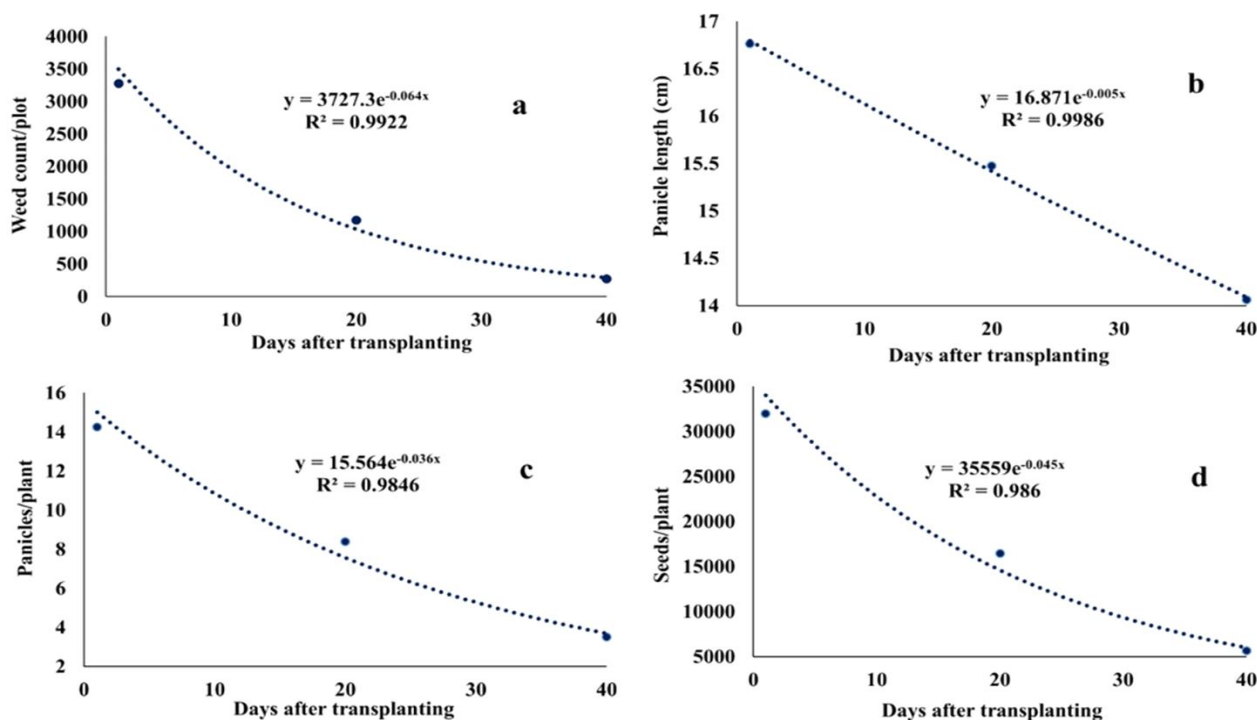 4000
3500
3000
2500
2000
1500
1000
500
0
Weed count/plot
y = 3727.3e^-0.064x
R² = 0.9922
a
0 10 20 30 40
Days after transplanting
17
16.5
16
15.5
15
14.5
14
Panicle length (cm)
y = 16.871e^-0.005x
R² = 0.9986
b
0 10 20 30 40
Days after transplanting
16
14
12
10
8
6
4
2
Panicles/plant
y = 15.564e^-0.036x
R² = 0.9846
c
0 10 20 30 40
Days after transplanting
35000
30000
25000
20000
15000
10000
5000
Seeds/plant
y = 35559e^-0.045x
R² = 0.986
d
0 10 20 30 40
Days after transplanting